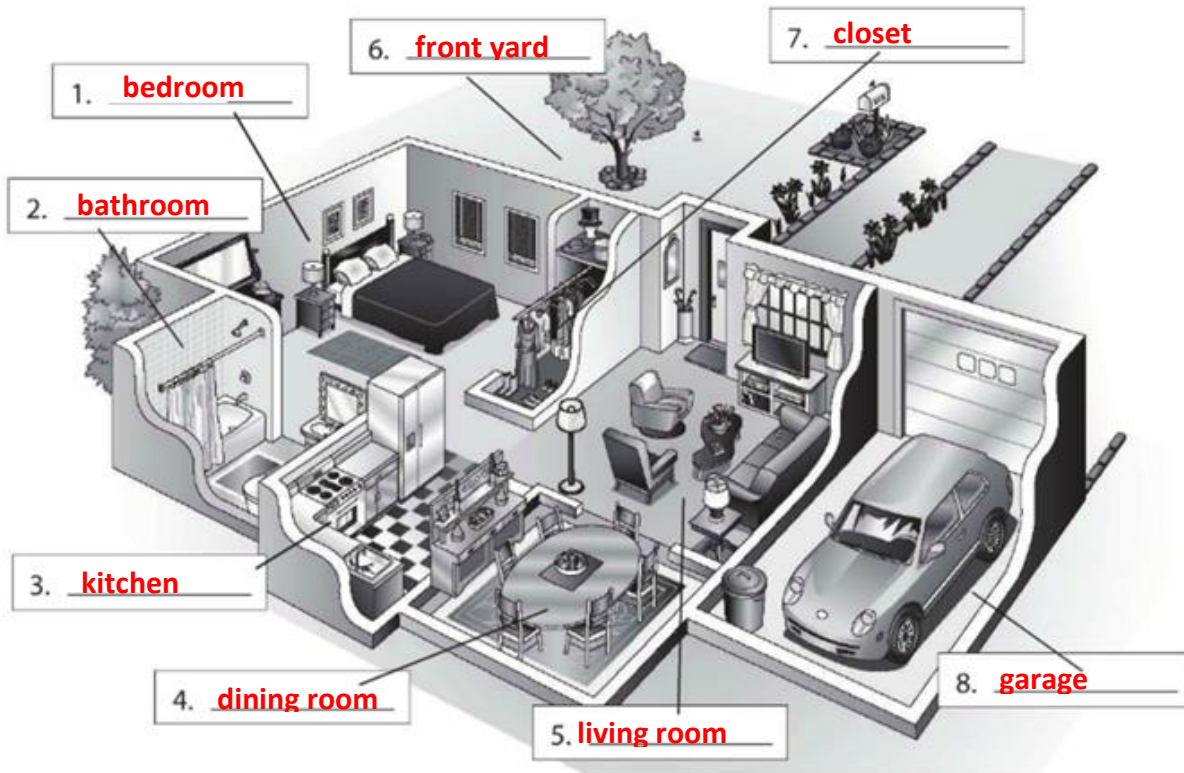 1. bedroom
2. bathroom
3. kitchen
4. dining room
5. living room
6. front yard
7. closet
8. garage